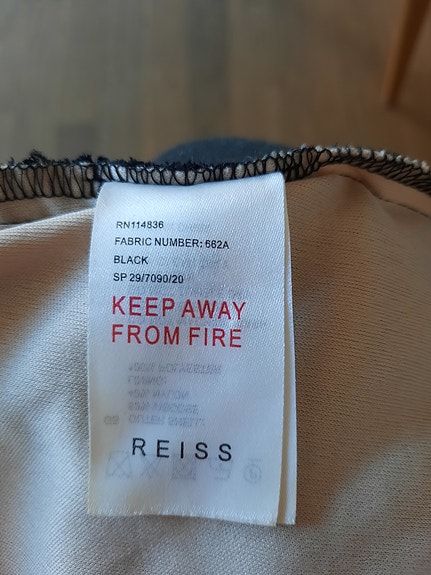 RN114836
FABRIC NUMBER: 662A
BLACK
SP 29/7090/20
KEEP AWAY
FROM FIRE
REISS